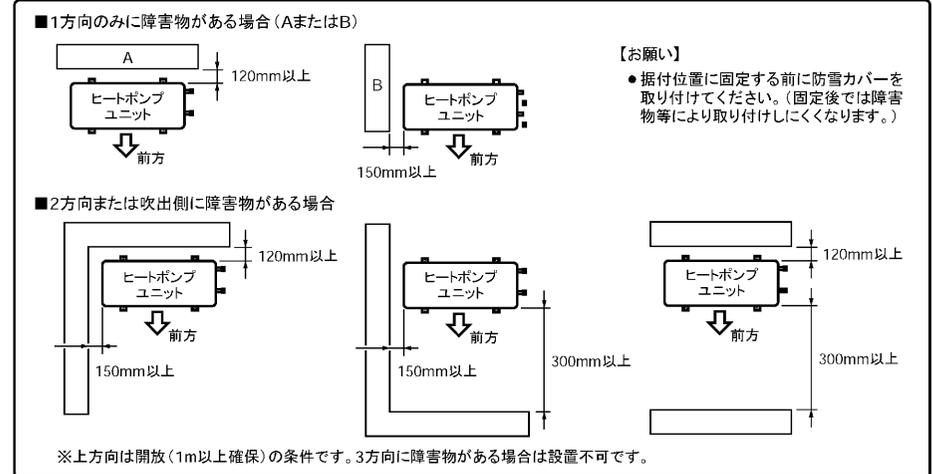 ■1方向のみに障害物がある場合（AまたはB）
A
120mm以上
ヒートポンプ
ユニット
前方
B
ヒートポンプ
ユニット
前方
150mm以上
【お願い】
●据付位置に固定する前に防雪カバーを
取り付けてください。（固定後では障害
物等により取り付けしにくくなります。）
■2方向または吹出側に障害物がある場合
120mm以上
ヒートポンプ
ユニット
前方
150mm以上
ヒートポンプ
ユニット
前方
150mm以上
300mm以上
120mm以上
ヒートポンプ
ユニット
前方
300mm以上
※上方向は開放（1m以上確保）の条件です。3方向に障害物がある場合は設置不可です。